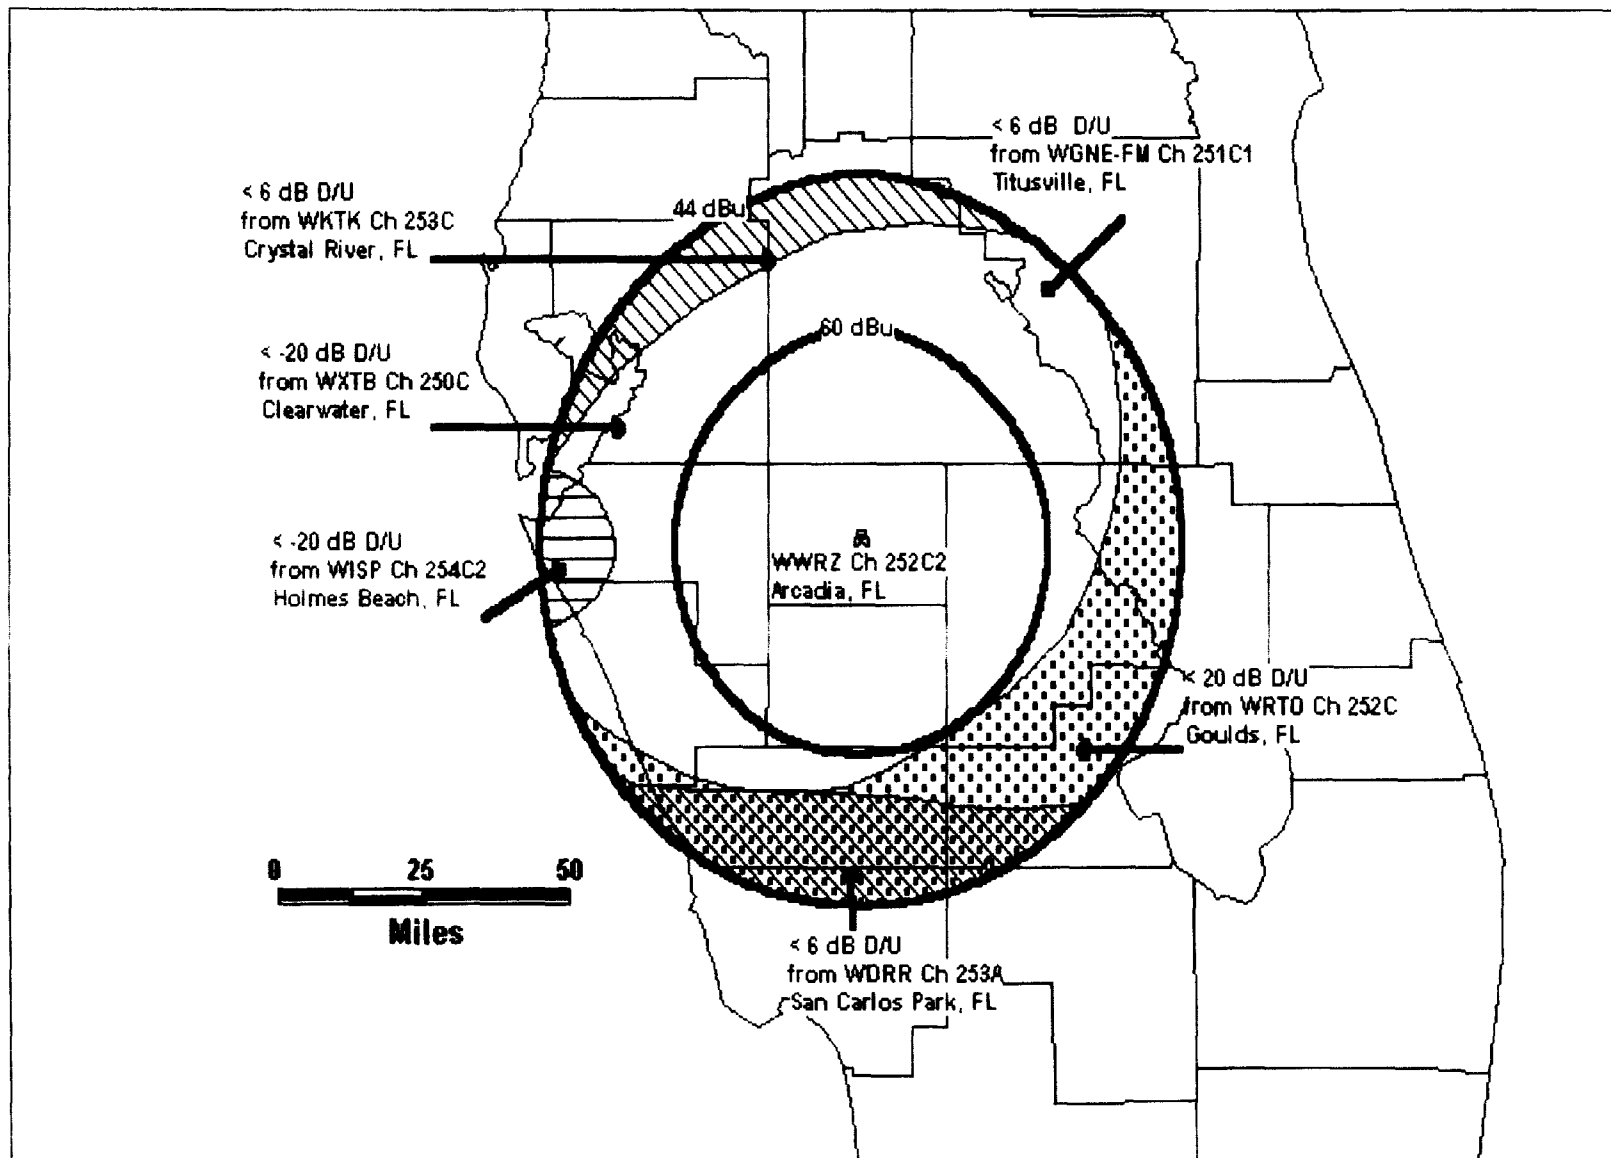 < 6 dB D/U
from WGNE-FM Ch 251C1
Titusville, FL
< 6 dB D/U
from WKTK Ch 253C
Crystal River, FL
44 dBu
60 dBu
< -20 dB D/U
from WXTB Ch 250C
Clearwater, FL
< -20 dB D/U
from WISP Ch 254C2
Holmes Beach, FL
WWRZ Ch 252C2
Arcadia, FL
< 20 dB D/U
from WRTO Ch 252C
Goulds, FL
0 25 50
Miles
< 6 dB D/U
from WDRR Ch 253A
San Carlos Park, FL